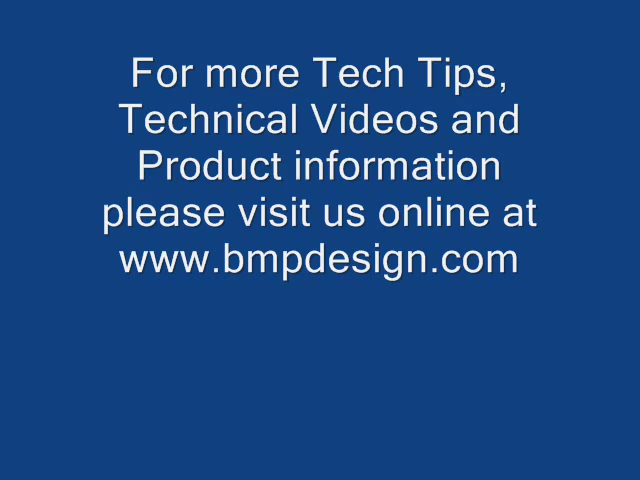 For more Tech Tips,
Technical Videos and
Product information
please visit us online at
www.bmpdesign.com